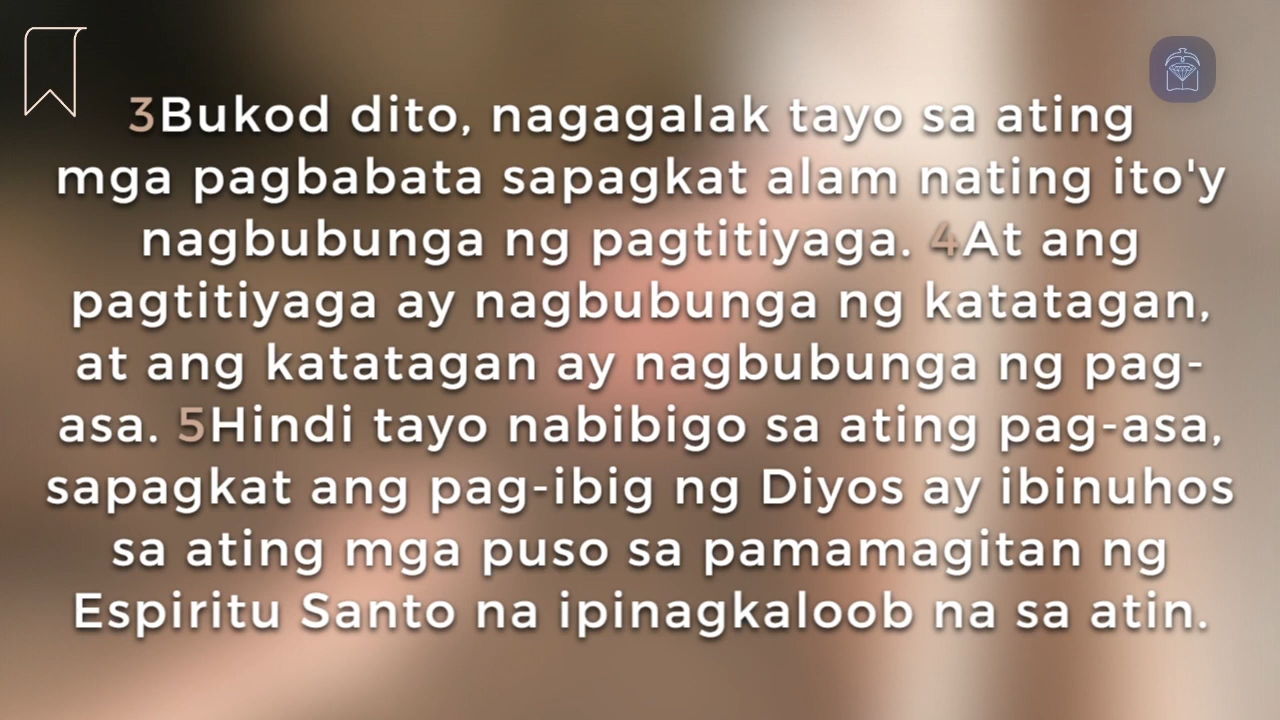 3Bukod dito, nagagalak tayo sa ating
mga pagbabata sapagkat alam nating ito'y
nagbubunga ng pagtitiyaga. 4At ang
pagtitiyaga ay nagbubunga ng katatagan,
at ang katatagan ay nagbubunga ng pag-
asa. 5Hindi tayo nabibigo sa ating pag-asa,
sapagkat ang pag-ibig ng Diyos ay ibinuhos
sa ating mga puso sa pamamagitan ng
Espiritu Santo na ipinagkaloob na sa atin.